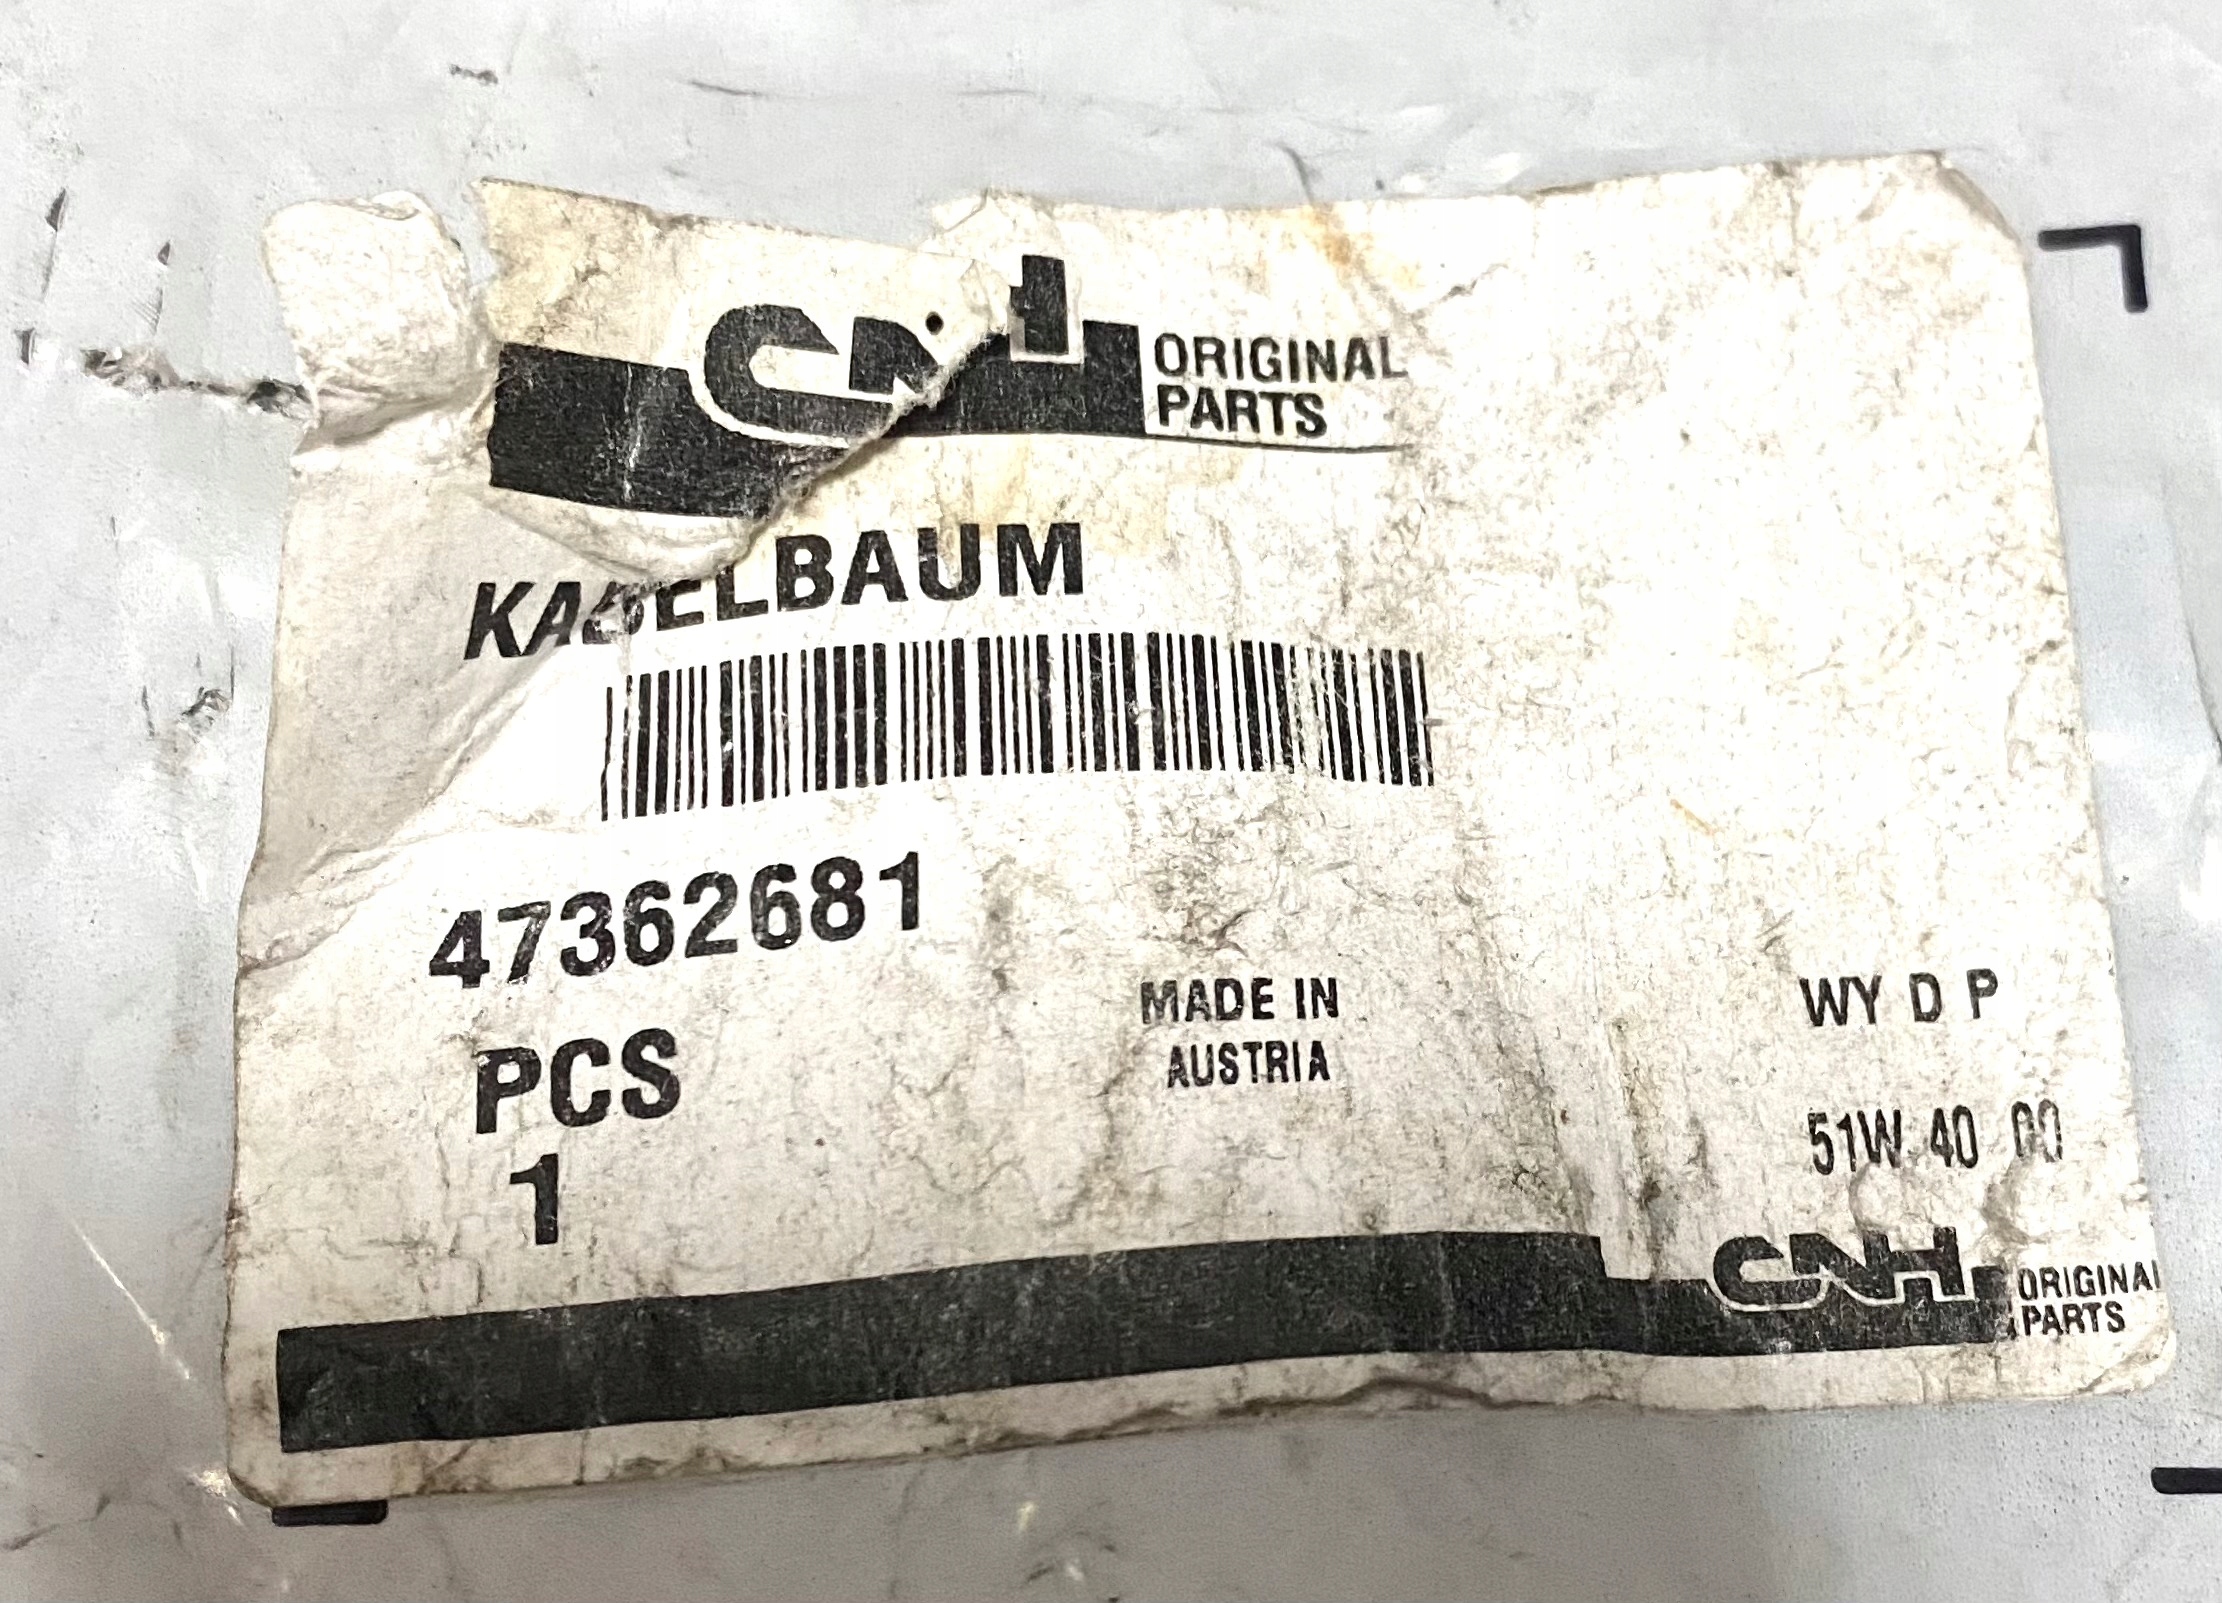 CNH ORIGINAL
PARTS
KABELBAUM
47362681
PCS
1
MADE IN
AUSTRIA
WY D P
51W 40 00
CNH ORIGINAL
PARTS